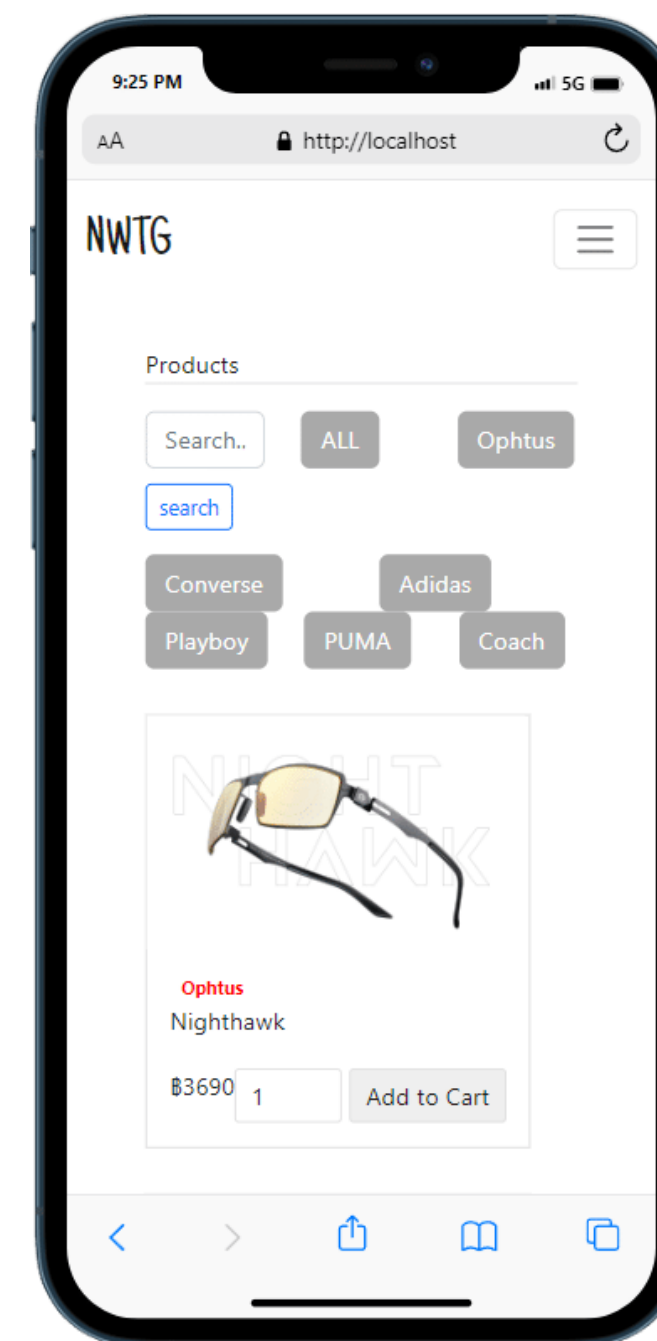 9:25 PM 5G
AA http://localhost
NWTG
Products
Search.. ALL Ophtus
search
Converse Adidas
Playboy PUMA Coach
NIGHT
HAWK
Ophtus
Nighthawk
฿3690 1 Add to Cart